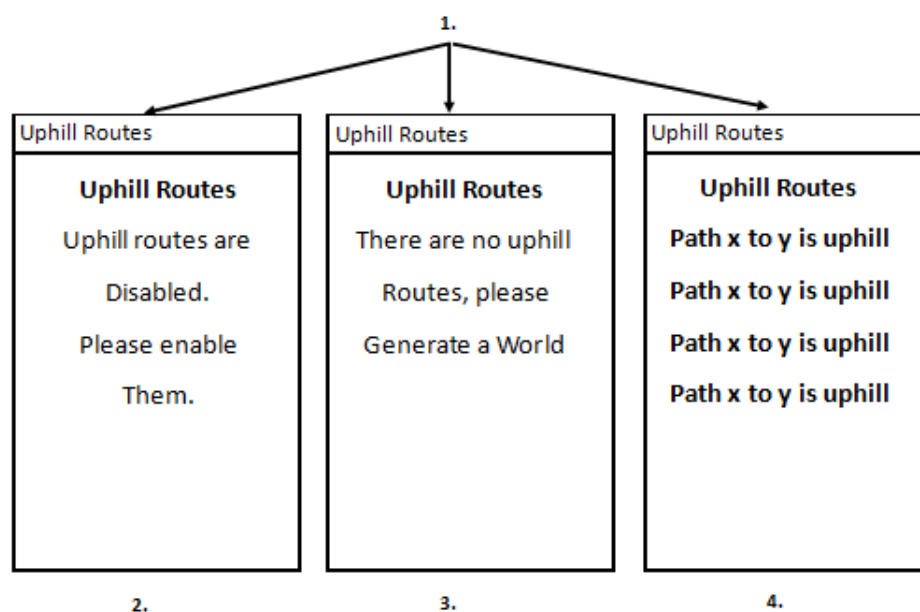 1.
Uphill Routes
Uphill Routes
Uphill routes are
Disabled.
Please enable
Them.
2.
Uphill Routes
Uphill Routes
There are no uphill
Routes, please
Generate a World
3.
Uphill Routes
Uphill Routes
Path x to y is uphill
Path x to y is uphill
Path x to y is uphill
Path x to y is uphill
4.